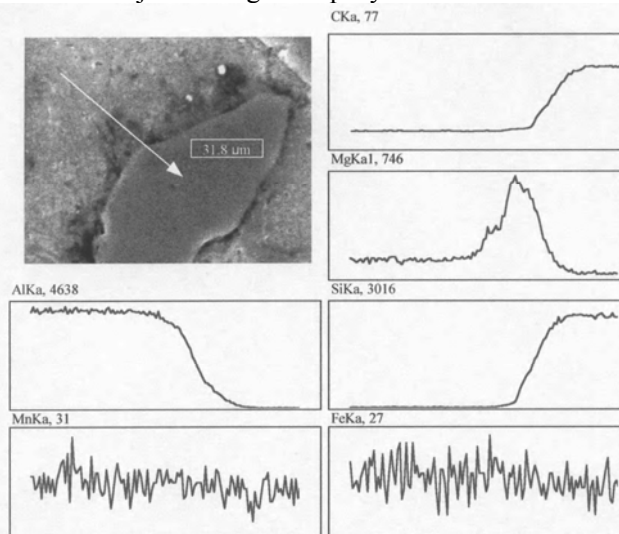 CKa, 77
31.8 um
MgKa1, 746
AlKa, 4638
SiKa, 3016
MnKa, 31
FeKa, 27